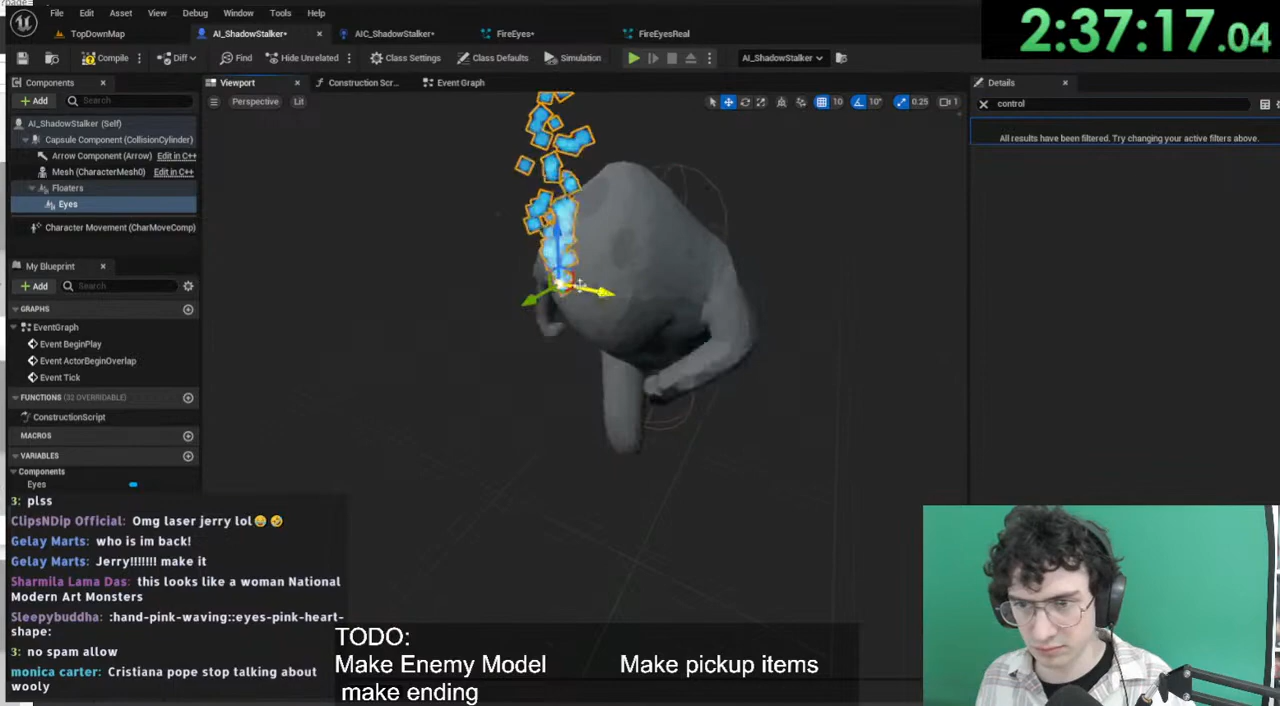 File Edit Asset View Debug Window Tools Help
2:37:17.04
TopDownMap AI_ShadowStalker* AIC_ShadowStalker* FireEyes* FireEyesReal
Compile Diff Find Hide Unrelated Class Settings Class Defaults Simulation AI_ShadowStalker
Components Viewport Construction Scr... Event Graph Details
Add Search Perspective Lit 10 10° 0.25 1 control
AI_ShadowStalker (Self)
All results have been filtered. Try changing your active filters above.
Capsule Component (CollisionCylinder)
Arrow Component (Arrow) Edit in C++
Mesh (CharacterMesh0) Edit in C++
Floaters
Eyes
Character Movement (CharMoveComp)
My Blueprint
Add Search
GRAPHS
EventGraph
Event BeginPlay
Event ActorBeginOverlap
Event Tick
FUNCTIONS (32 OVERRIDABLE)
ConstructionScript
MACROS
VARIABLES
Components
Eyes
3: plss
ClipsNDip Official: Omg laser jerry lol😂🤣
Gelay Marts: who is im back!
Gelay Marts: Jerry!!!!!!! make it
Sharmila Lama Das: this looks like a woman National
Modern Art Monsters
Sleepybuddha: :hand-pink-waving::eyes-pink-heart-
shape:
3: no spam allow
monica carter: Cristiana pope stop talking about
wooly
TODO:
Make Enemy Model Make pickup items
make ending